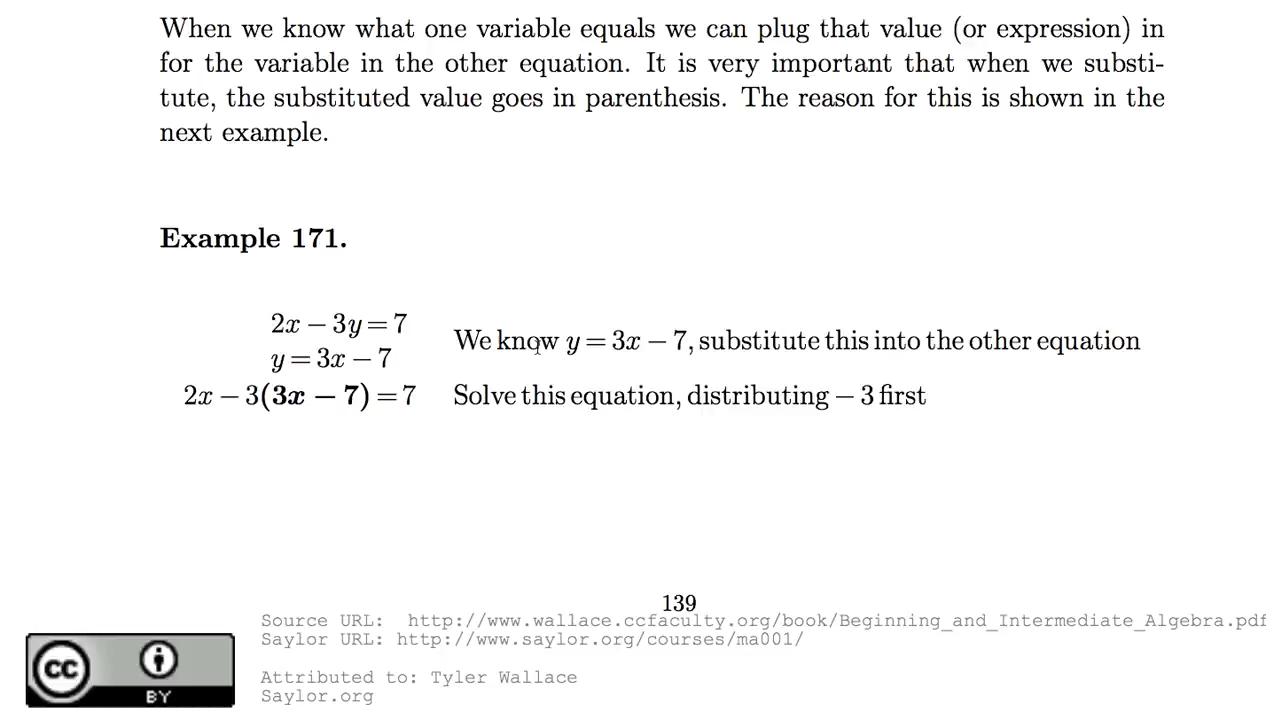 When we know what one variable equals we can plug that value (or expression) in
for the variable in the other equation. It is very important that when we substi-
tute, the substituted value goes in parenthesis. The reason for this is shown in the
next example.
Example 171.
2x − 3y = 7
y = 3x − 7
We know y = 3x − 7, substitute this into the other equation
2x − 3(3x − 7) = 7 Solve this equation, distributing − 3 first
139
Source URL: http://www.wallace.ccfaculty.org/book/Beginning_and_Intermediate_Algebra.pdf
Saylor URL: http://www.saylor.org/courses/ma001/
Attributed to: Tyler Wallace
Saylor.org
cc
BY